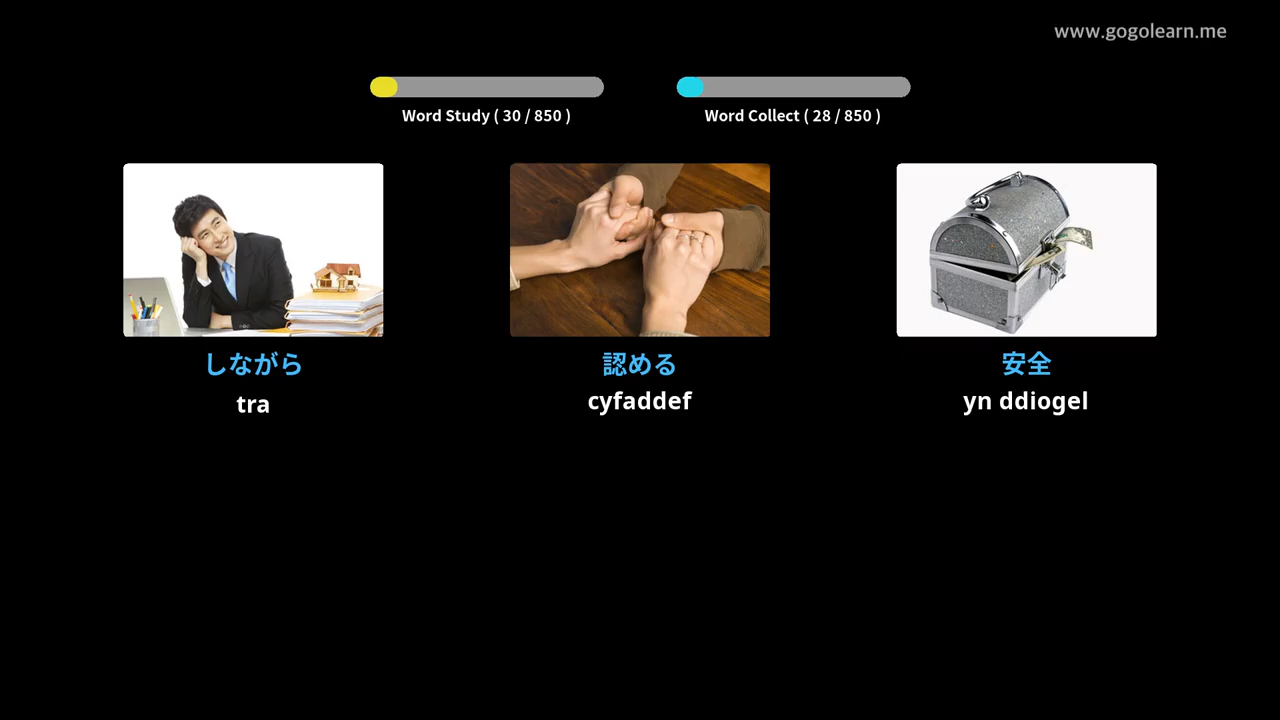 www.gogolearn.me
Word Study ( 30 / 850 )
Word Collect ( 28 / 850 )
しながら
tra
認める
cyfaddef
安全
yn ddiogel